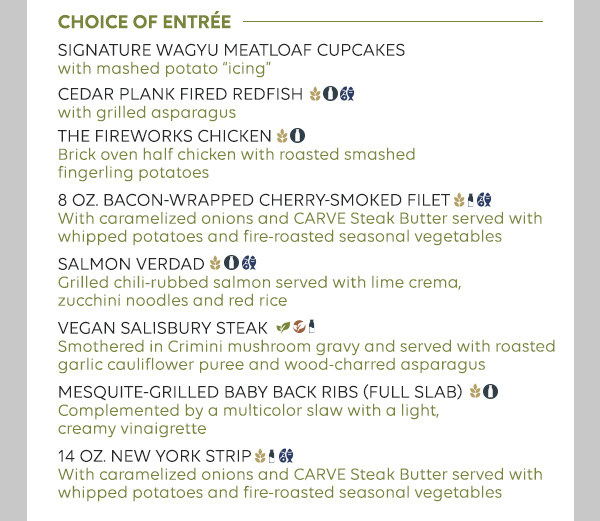 CHOICE OF ENTRÉE
SIGNATURE WAGYU MEATLOAF CUPCAKES
with mashed potato “icing”
CEDAR PLANK FIRED REDFISH
with grilled asparagus
THE FIREWORKS CHICKEN
Brick oven half chicken with roasted smashed
fingerling potatoes
8 OZ. BACON-WRAPPED CHERRY-SMOKED FILET
With caramelized onions and CARVE Steak Butter served with
whipped potatoes and fire-roasted seasonal vegetables
SALMON VERDAD
Grilled chili-rubbed salmon served with lime crema,
zucchini noodles and red rice
VEGAN SALISBURY STEAK
Smothered in Crimini mushroom gravy and served with roasted
garlic cauliflower puree and wood-charred asparagus
MESQUITE-GRILLED BABY BACK RIBS (FULL SLAB)
Complemented by a multicolor slaw with a light,
creamy vinaigrette
14 OZ. NEW YORK STRIP
With caramelized onions and CARVE Steak Butter served with
whipped potatoes and fire-roasted seasonal vegetables